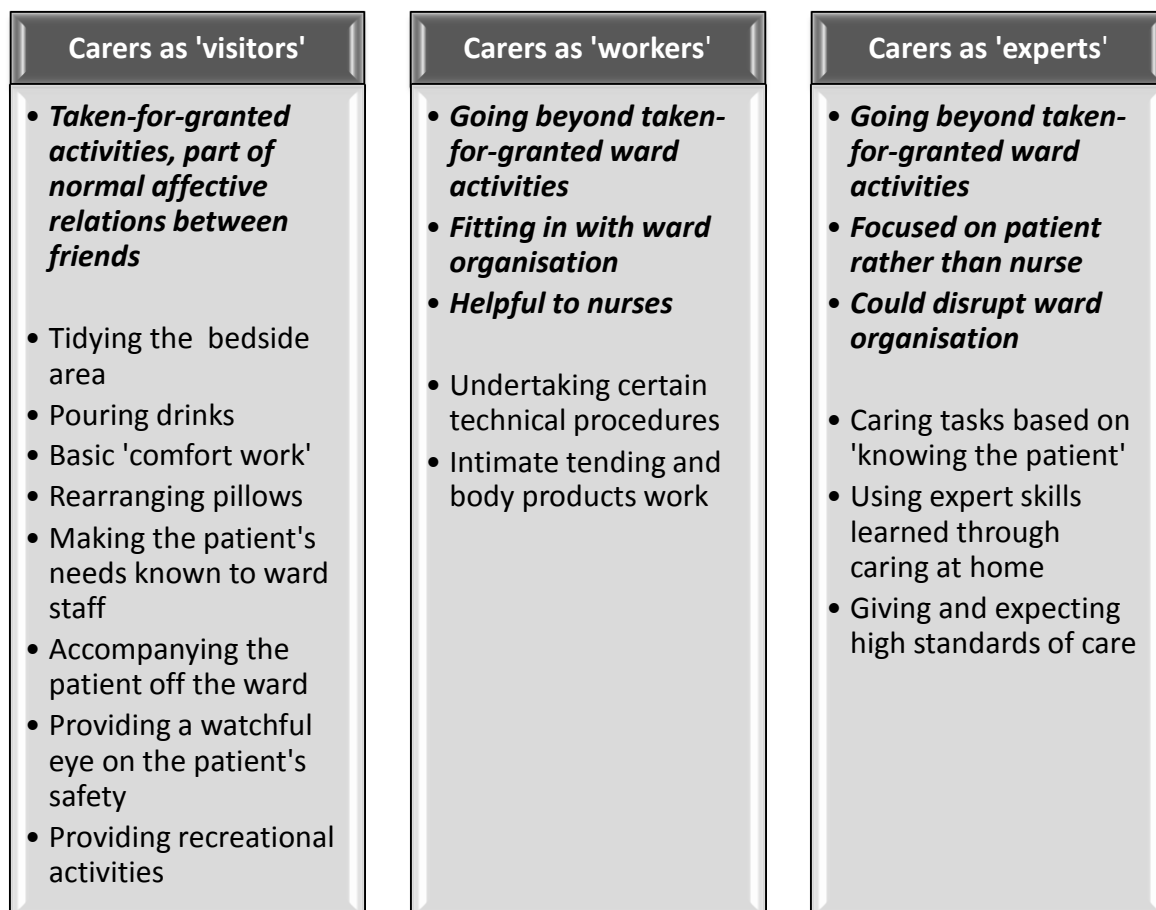 Carers as 'visitors'
• Taken-for-granted
activities, part of
normal affective
relations between
friends
• Tidying the  bedside
area
• Pouring drinks
• Basic 'comfort work'
• Rearranging pillows
• Making the patient's
needs known to ward
staff
• Accompanying the
patient off the ward
• Providing a watchful
eye on the patient's
safety
• Providing recreational
activities
Carers as 'workers'
• Going beyond taken-
for-granted ward
activities
• Fitting in with ward
organisation
• Helpful to nurses
• Undertaking certain
technical procedures
• Intimate tending and
body products work
Carers as 'experts'
• Going beyond taken-
for-granted ward
activities
• Focused on patient
rather than nurse
• Could disrupt ward
organisation
• Caring tasks based on
'knowing the patient'
• Using expert skills
learned through
caring at home
• Giving and expecting
high standards of care